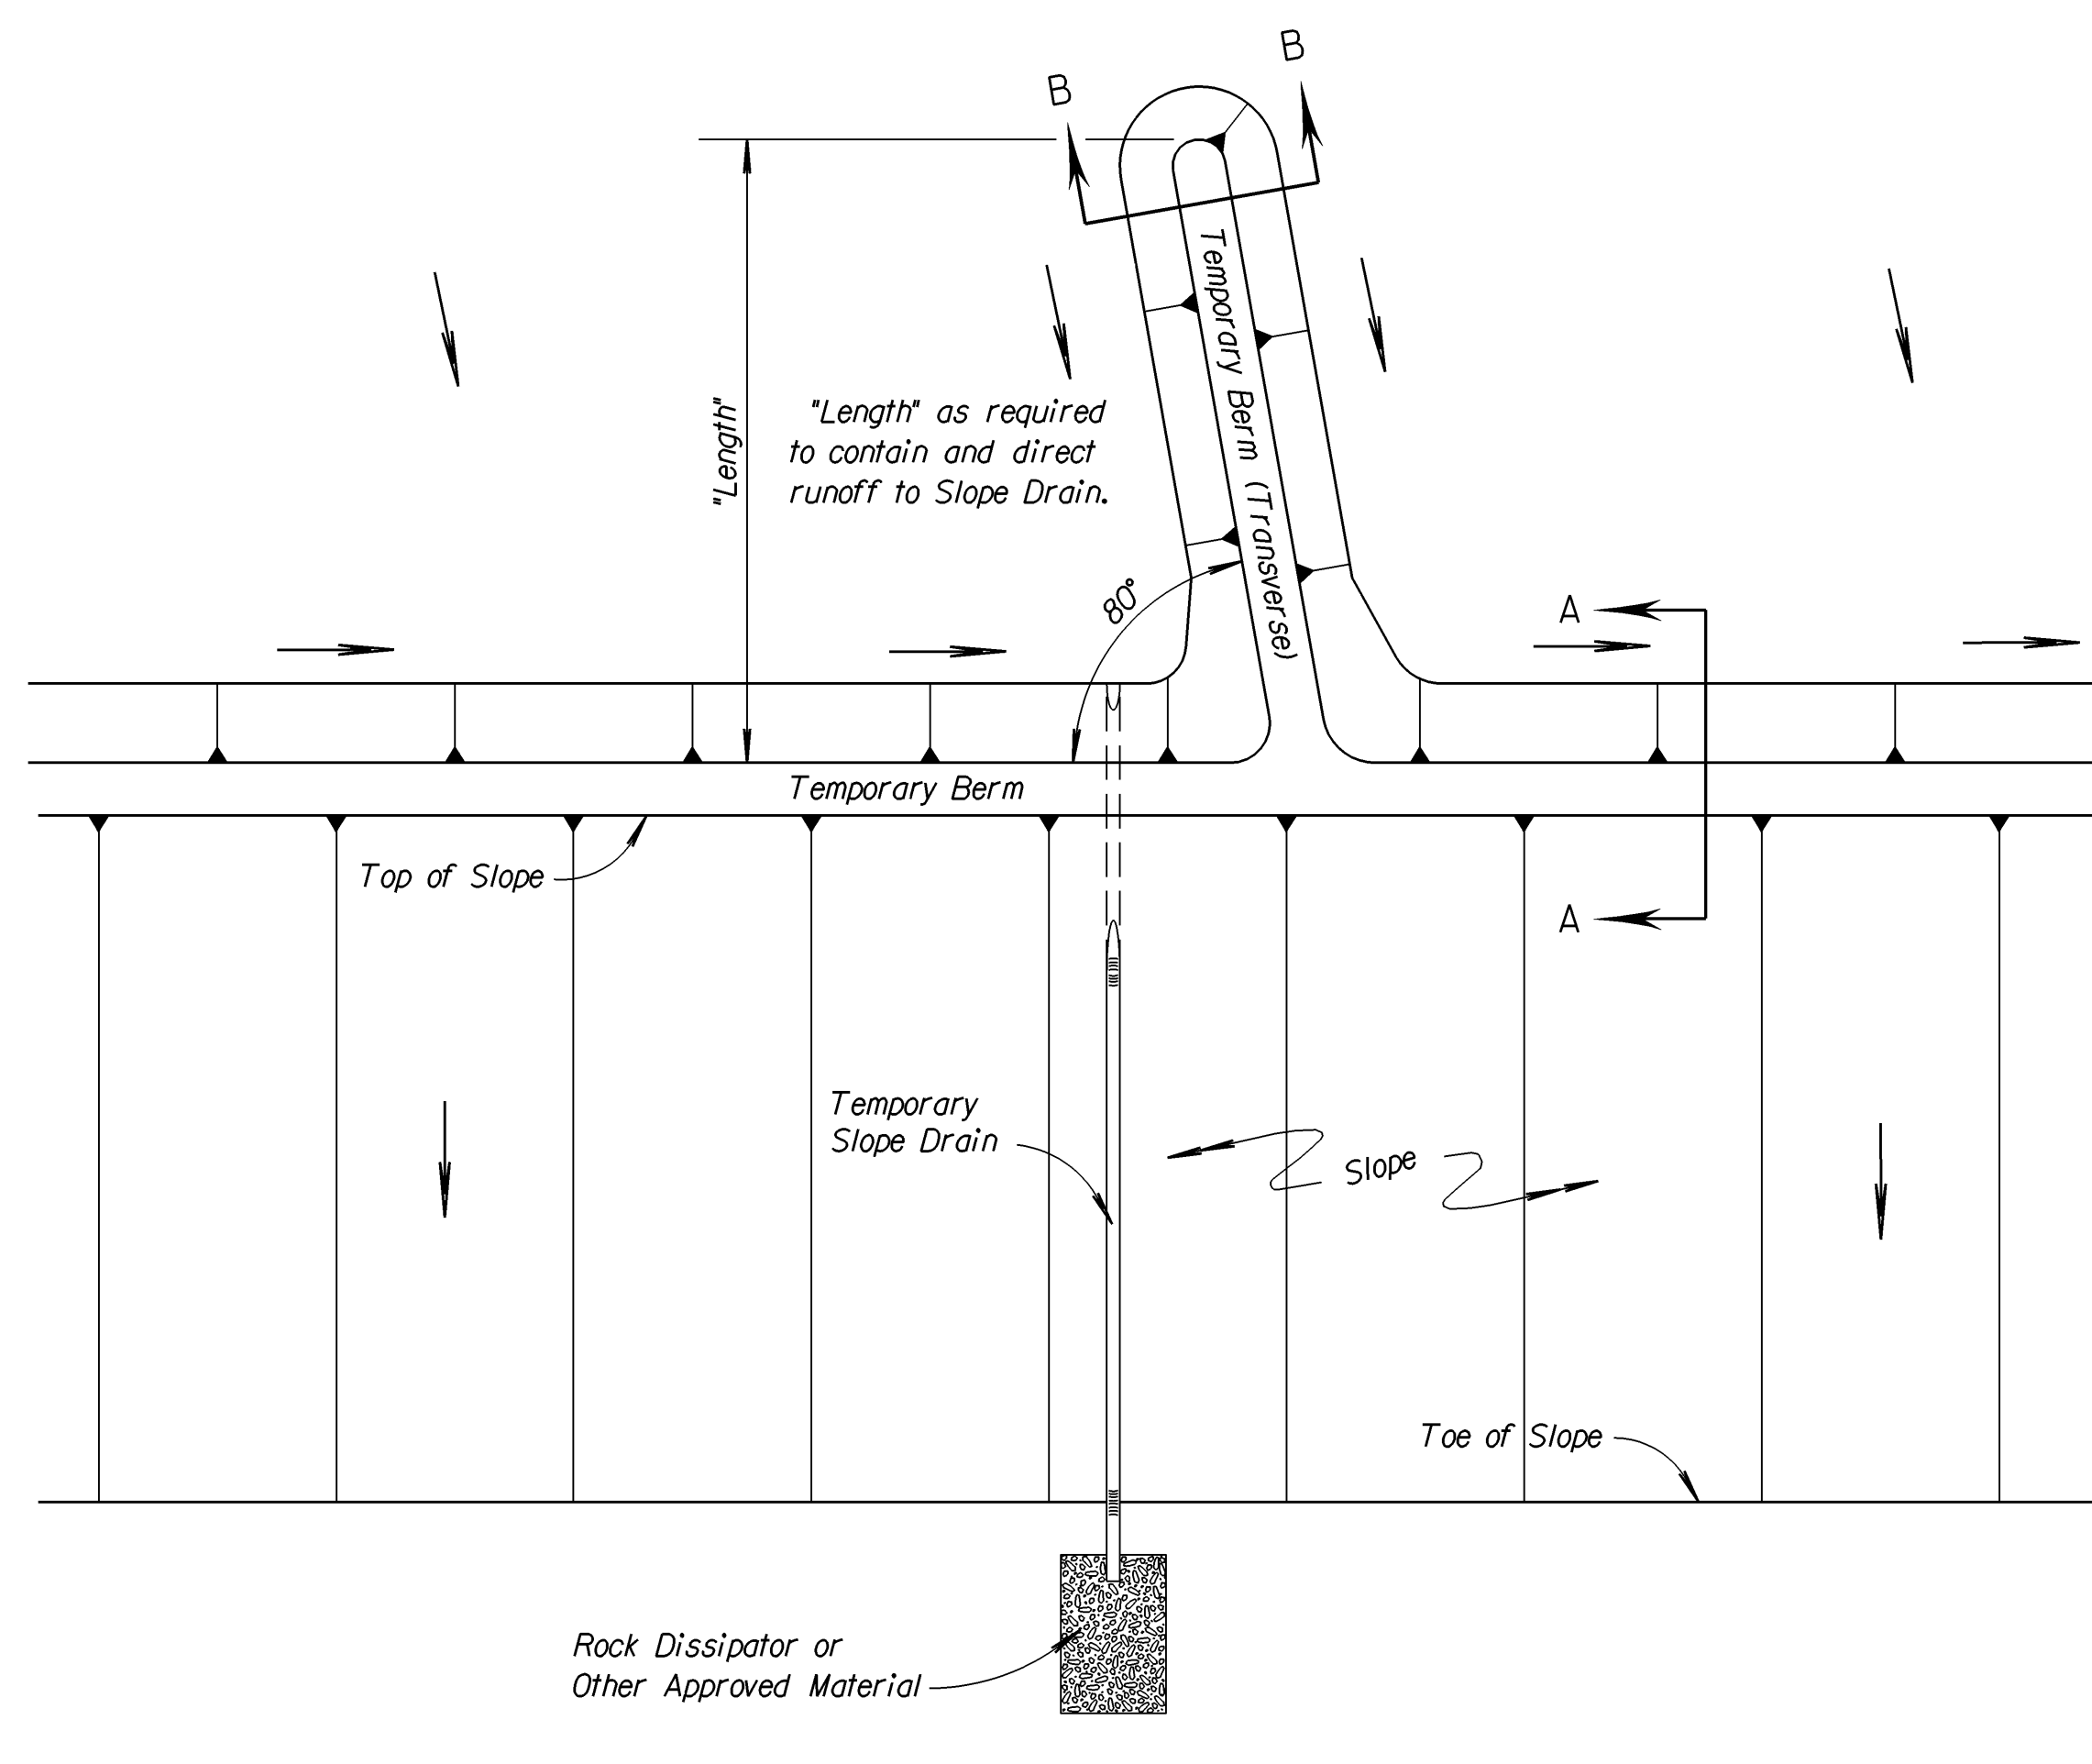 B
B
"Length"
"Length" as required
to contain and direct
runoff to Slope Drain.
Temporary Berm (Transverse)
80°
A
Temporary Berm
Top of Slope
A
Temporary
Slope Drain
Slope
Toe of Slope
Rock Dissipator or
Other Approved Material